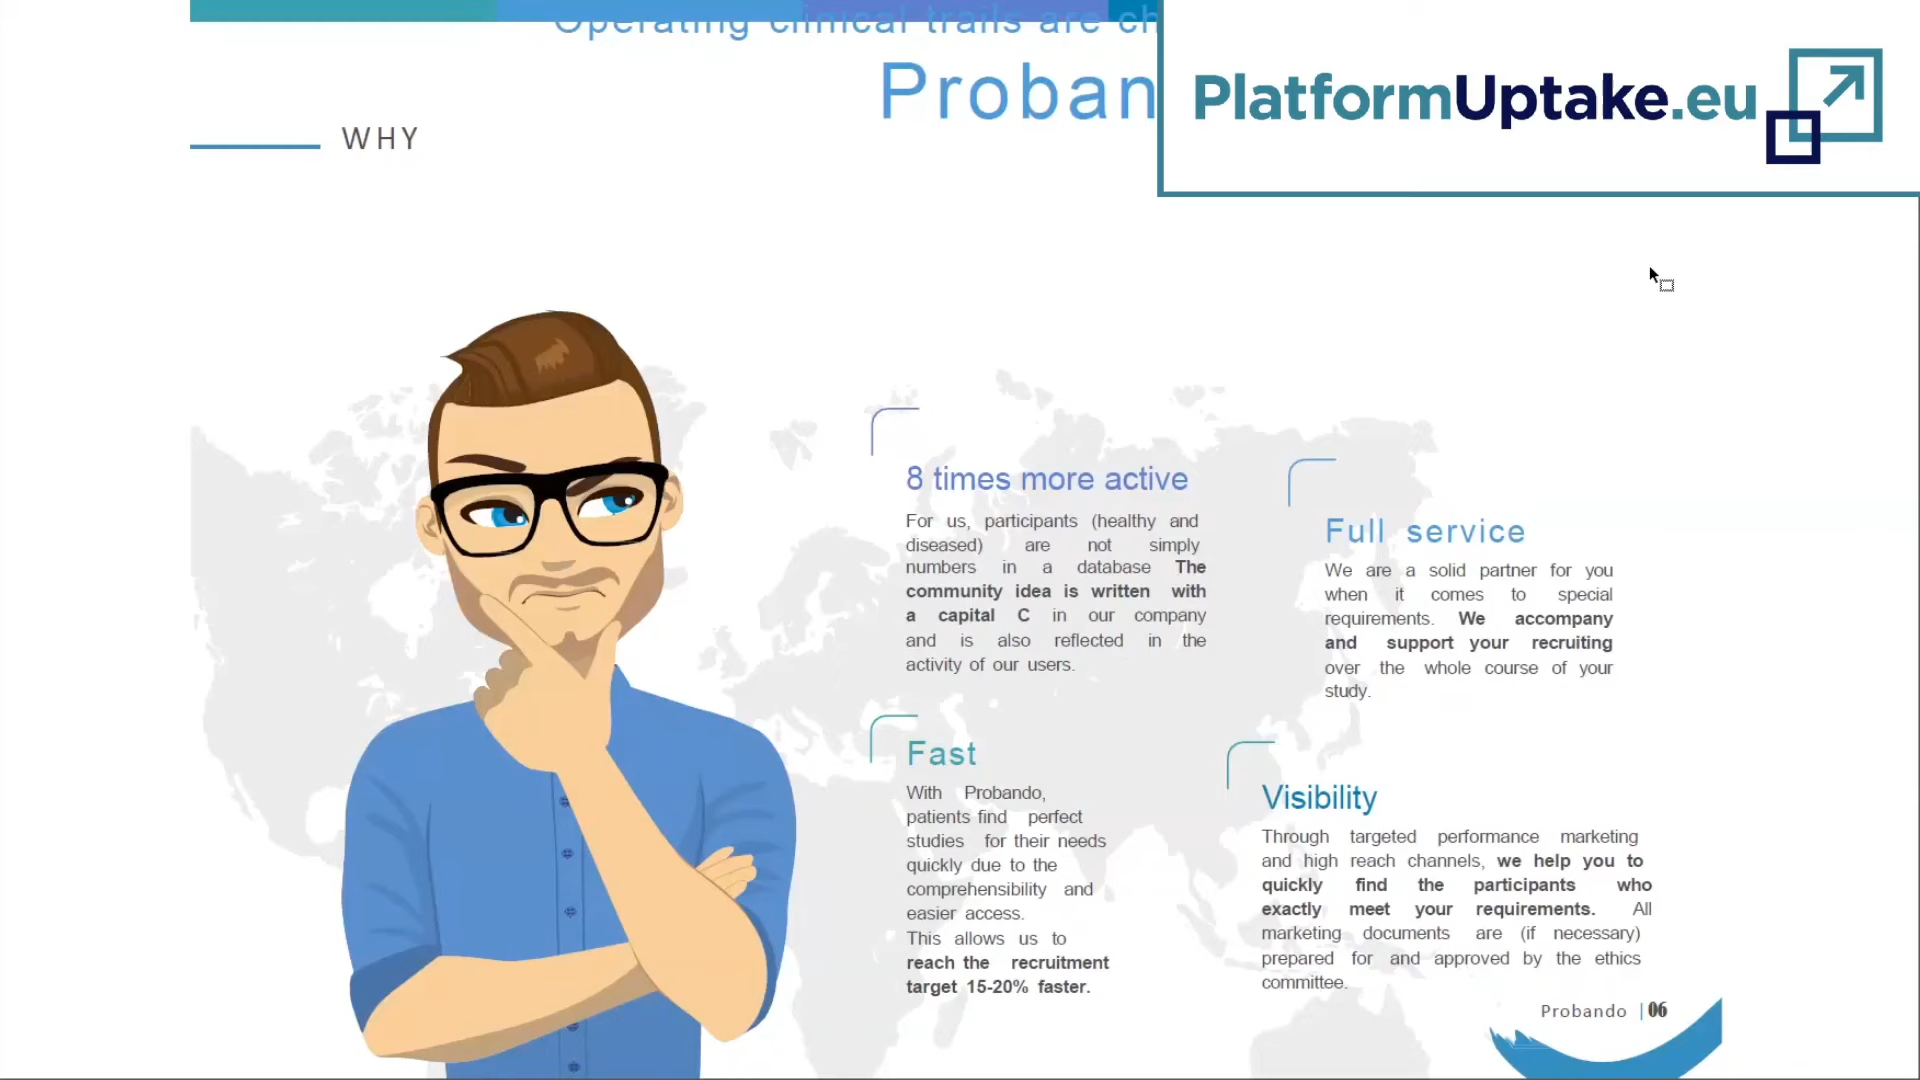 Operating clinical trails are ch
Proban
PlatformUptake.eu
WHY
8 times more active
For us, participants (healthy and
diseased) are not simply
numbers in a database The
community idea is written with
a capital C in our company
and is also reflected in the
activity of our users.
Full service
We are a solid partner for you
when it comes to special
requirements. We accompany
and support your recruiting
over the whole course of your
study.
Fast
With Probando,
patients find perfect
studies for their needs
quickly due to the
comprehensibility and
easier access.
This allows us to
reach the recruitment
target 15-20% faster.
Visibility
Through targeted performance marketing
and high reach channels, we help you to
quickly find the participants who
exactly meet your requirements. All
marketing documents are (if necessary)
prepared for and approved by the ethics
committee.
Probando |06